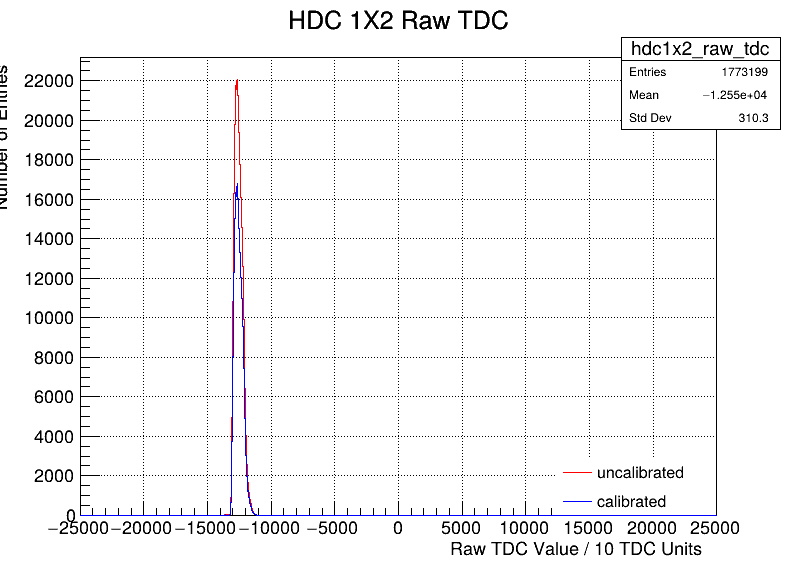 HDC 1X2 Raw TDC
hdc1x2_raw_tdc
Entries 1773199
Mean −1.255e+04
Std Dev 310.3
Number of Entries
22000
20000
18000
16000
14000
12000
10000
8000
6000
4000
2000
0
−25000 −20000 −15000 −10000 −5000 0 5000 10000 15000 20000 25000
uncalibrated
calibrated
Raw TDC Value / 10 TDC Units